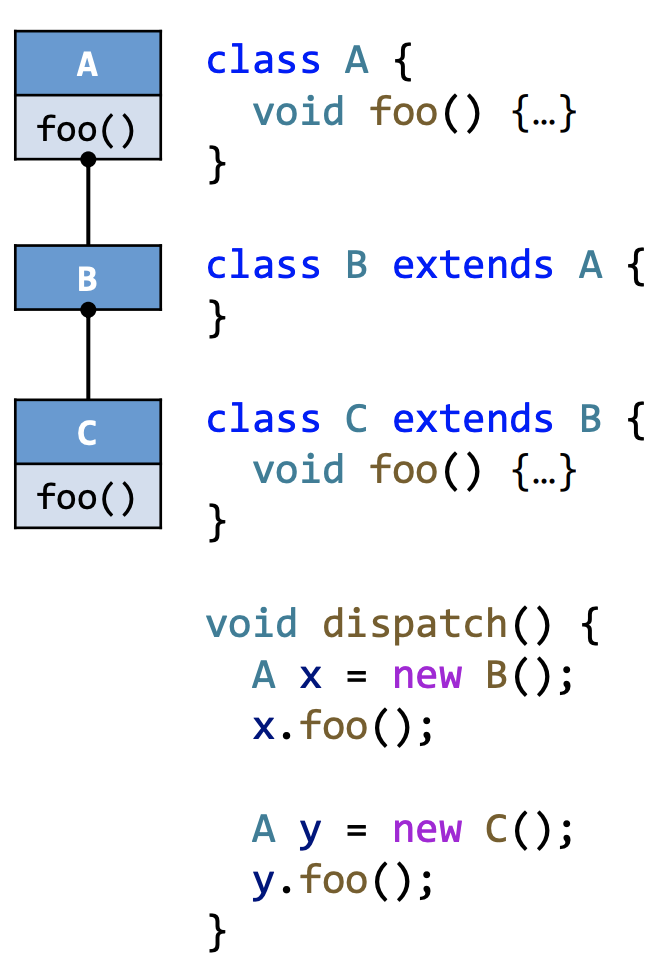 A
foo()
B
C
foo()
class A {
  void foo() {…}
}
class B extends A {
}
class C extends B {
  void foo() {…}
}
void dispatch() {
  A x = new B();
  x.foo();
  A y = new C();
  y.foo();
}